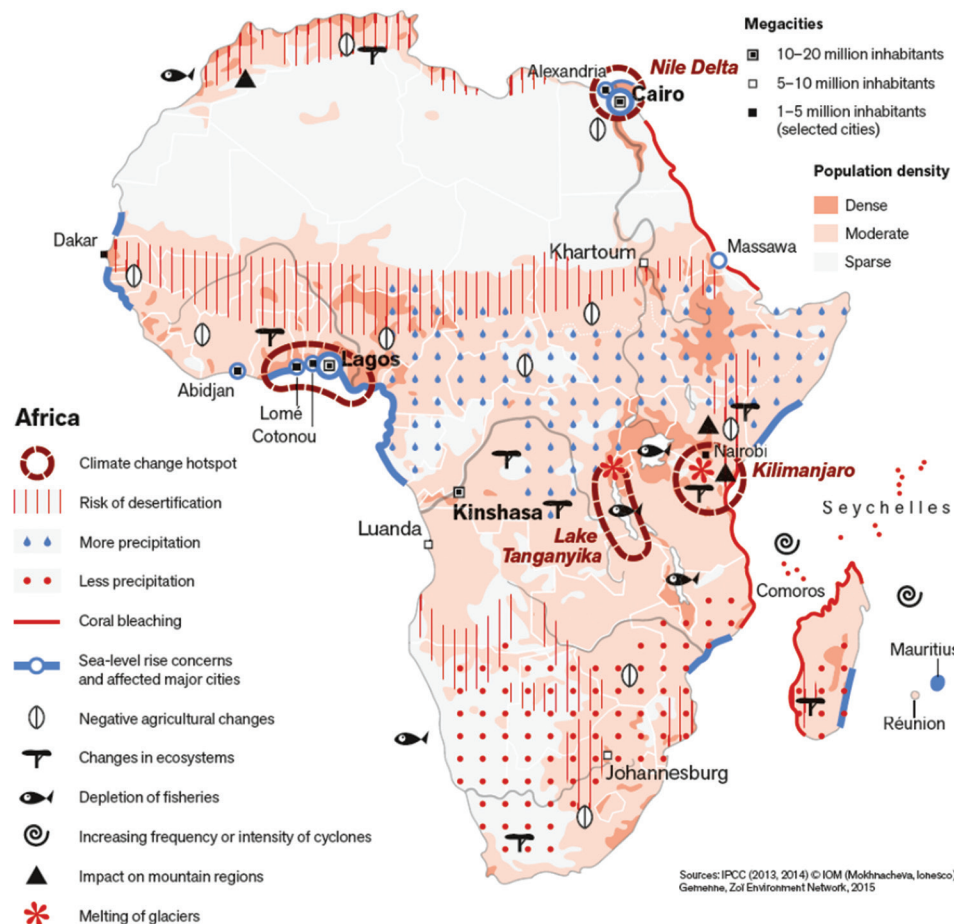 Megacities
10–20 million inhabitants
5–10 million inhabitants
1–5 million inhabitants
(selected cities)
Population density
Dense
Moderate
Sparse
Alexandria
Nile Delta
Cairo
Dakar
Khartoum
Massawa
Abidjan
Lomé
Cotonou
Lagos
Nairobi
Kilimanjaro
Kinshasa
Luanda
Lake
Tanganyika
Seychelles
Comoros
Mauritius
Réunion
Johannesburg
Africa
Climate change hotspot
Risk of desertification
More precipitation
Less precipitation
Coral bleaching
Sea-level rise concerns
and affected major cities
Negative agricultural changes
Changes in ecosystems
Depletion of fisheries
Increasing frequency or intensity of cyclones
Impact on mountain regions
Melting of glaciers
Sources: IPCC (2013, 2014) © IOM (Mokhnacheva, Ionesco),
Gemenne, Zoï Environment Network, 2015